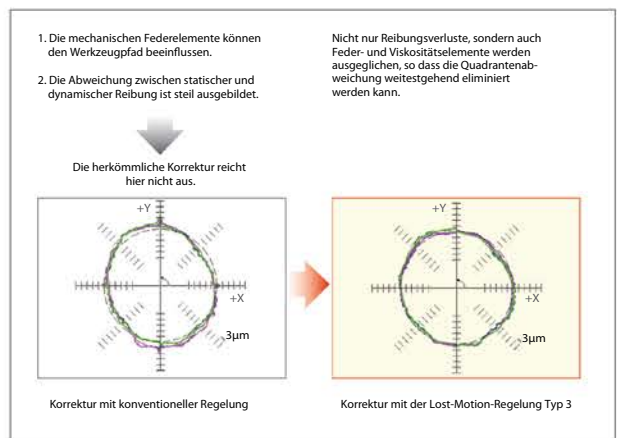 1. Die mechanischen Federelemente können
den Werkzeugpfad beeinflussen.
2. Die Abweichung zwischen statischer und
dynamischer Reibung ist steil ausgebildet.
Die herkömmliche Korrektur reicht
hier nicht aus.
+Y
+X
3µm
Korrektur mit konventioneller Regelung
Nicht nur Reibungsverluste, sondern auch
Feder- und Viskositätselemente werden
ausgeglichen, so dass die Quadrantenab-
weichung weitestgehend eliminiert
werden kann.
+Y
+X
3µm
Korrektur mit der Lost-Motion-Regelung Typ 3